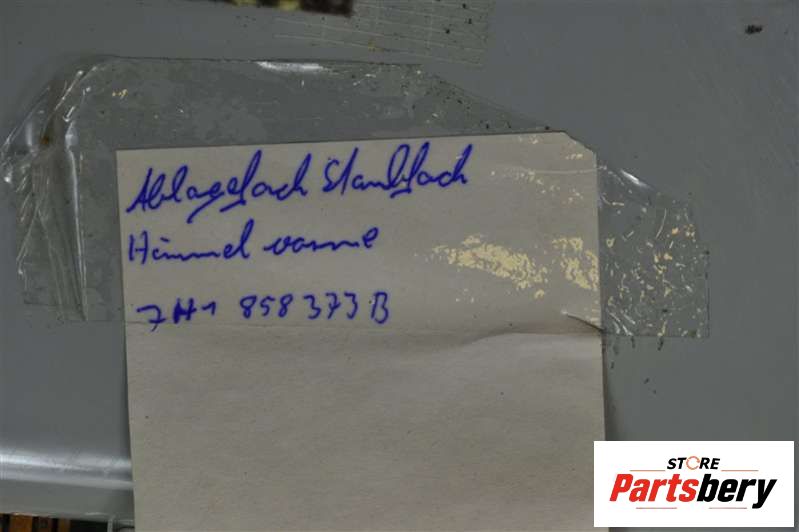 Ablagefach Staubfach
Himmel vorne
7H1 858 373 B
STORE
Partsbery